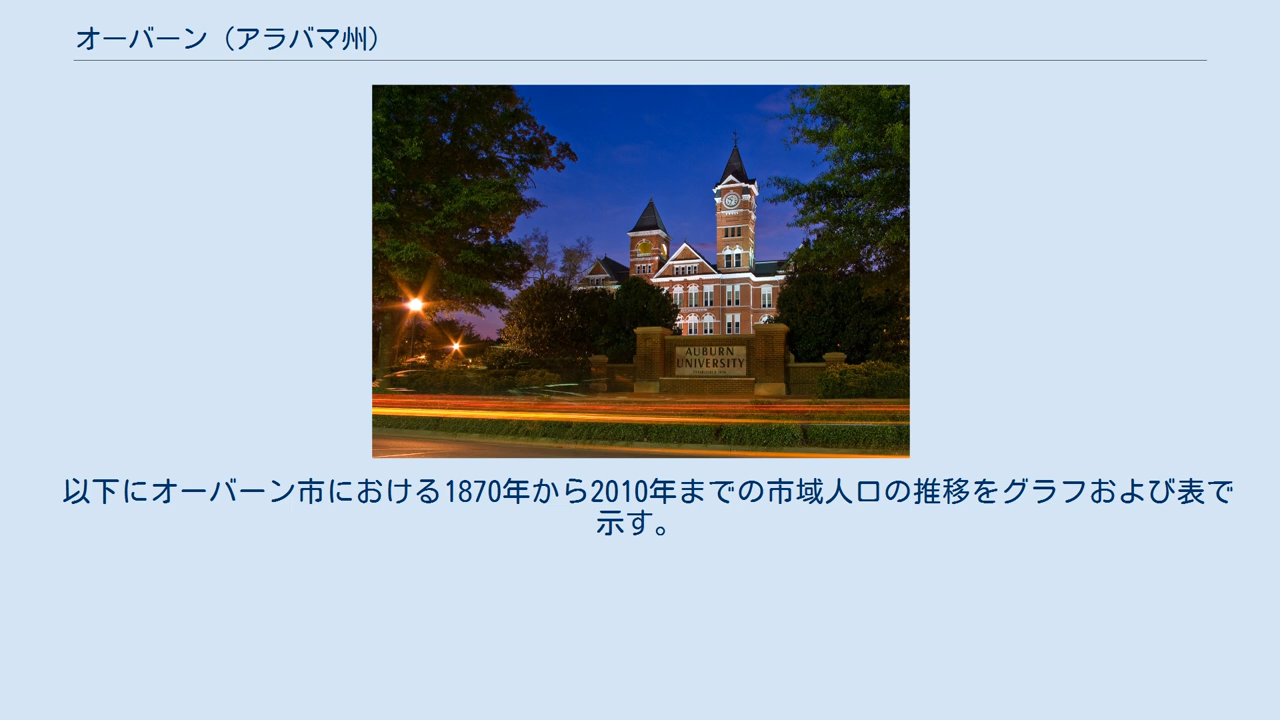 オーバーン（アラバマ州）
AUBURN
UNIVERSITY
以下にオーバーン市における1870年から2010年までの市域人口の推移をグラフおよび表で
示す。